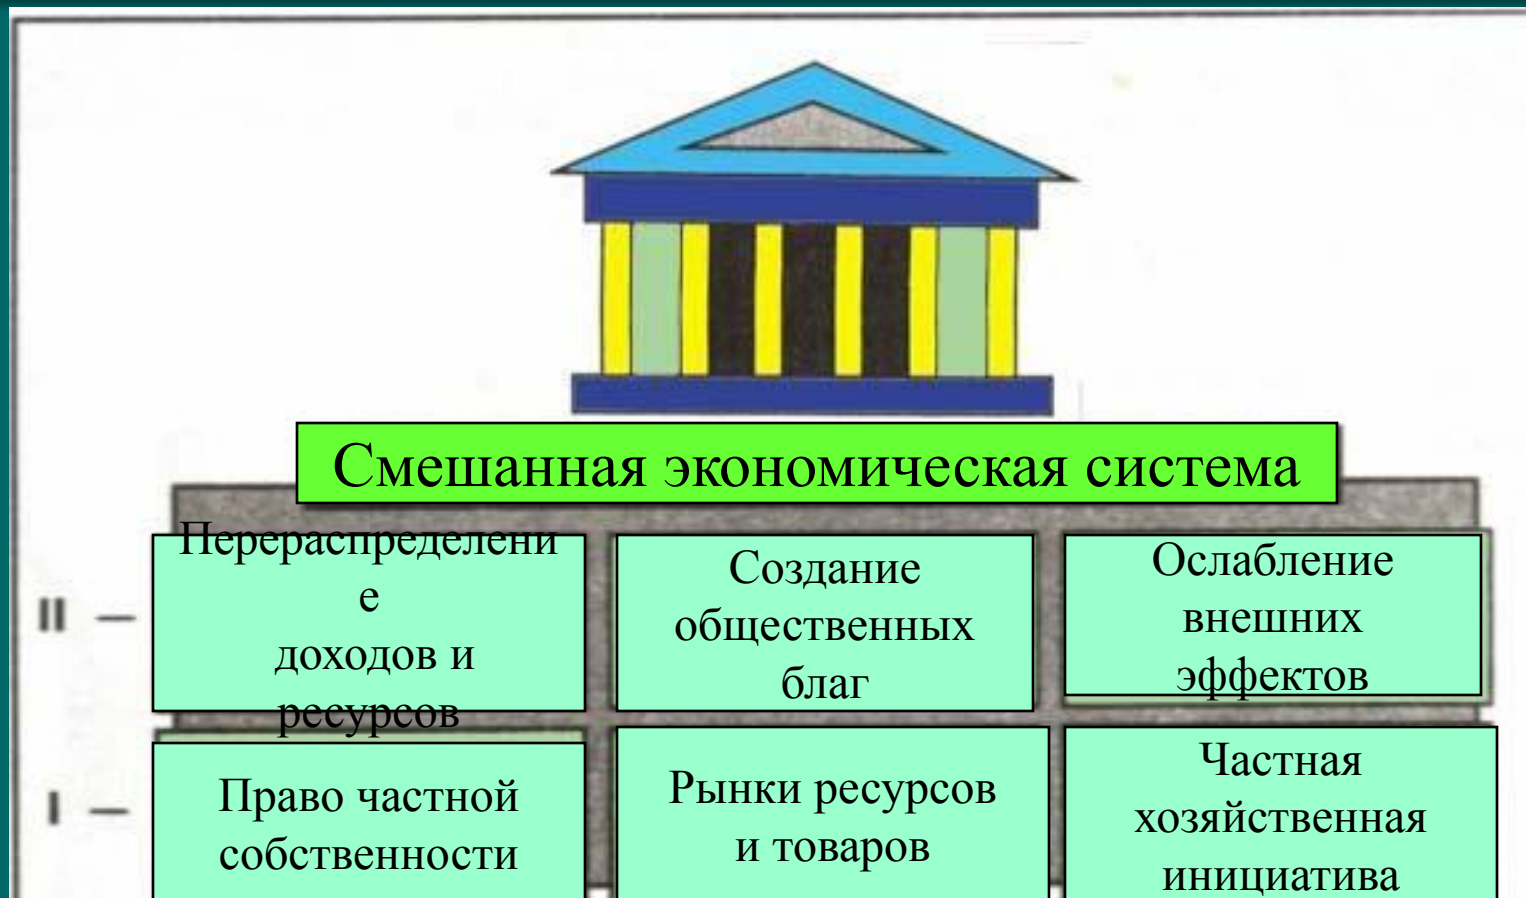 Смешанная экономическая система
II –
Перераспределени
е
доходов и
ресурсов
Создание
общественных
благ
Ослабление
внешних
эффектов
I –
Право частной
собственности
Рынки ресурсов
и товаров
Частная
хозяйственная
инициатива